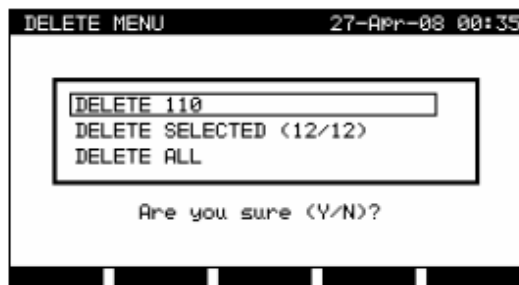 DELETE MENU 27-Apr-08 00:35
DELETE 110
DELETE SELECTED (12/12)
DELETE ALL
Are you sure (Y/N)?